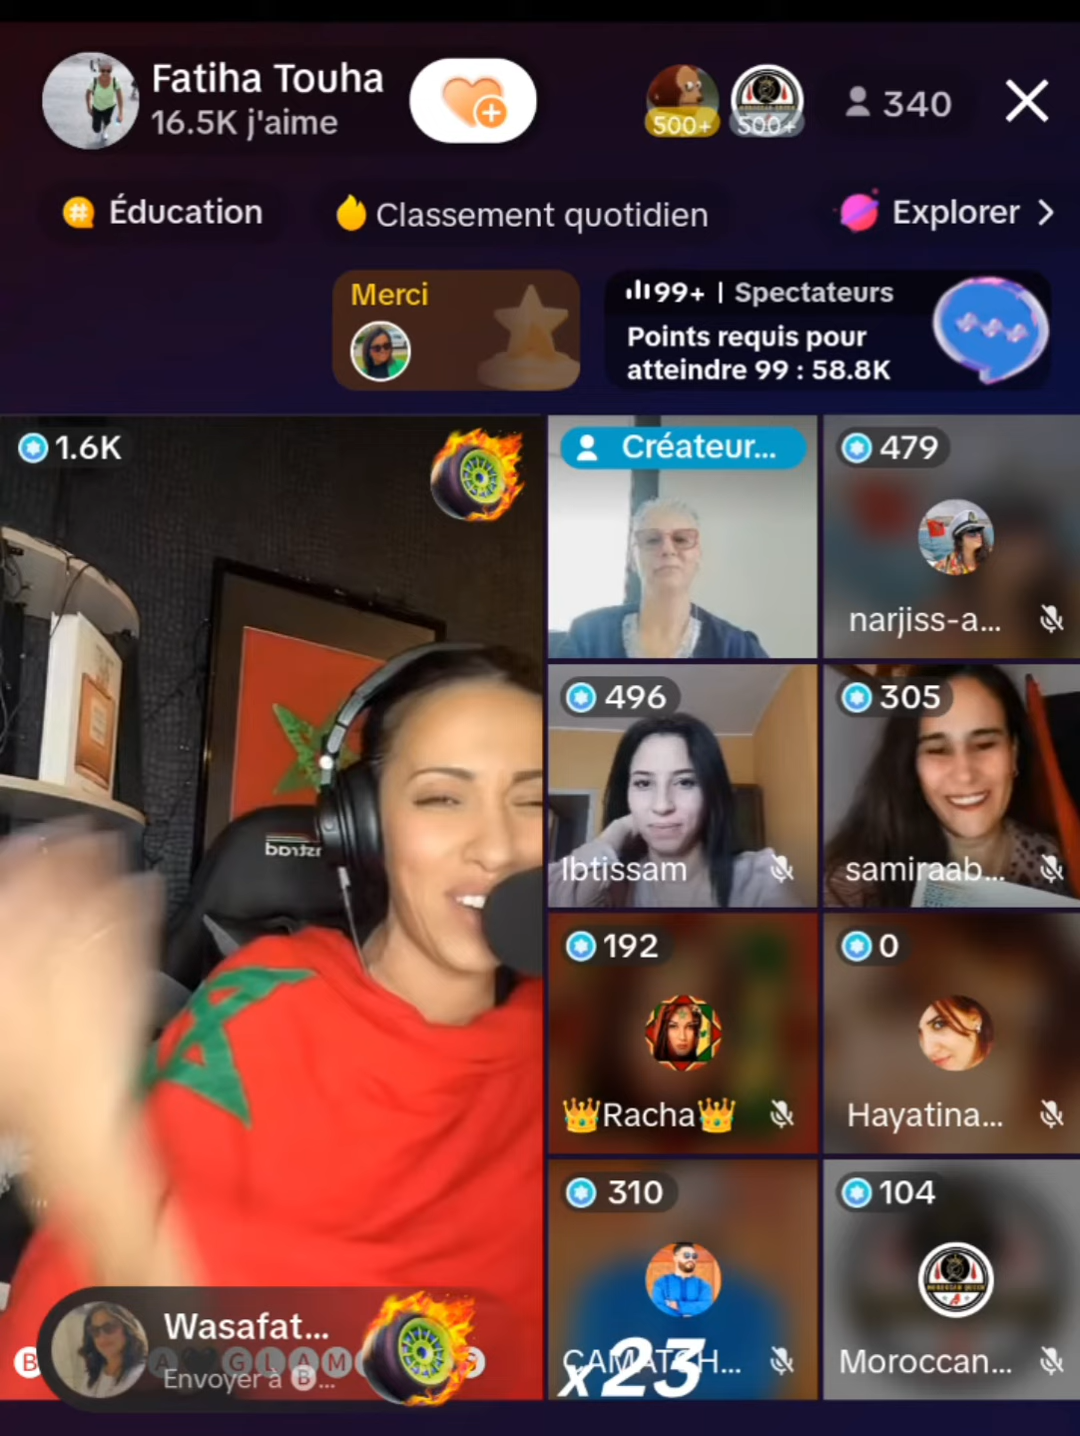 Fatiha Touha
16.5K j'aime
500+
500+
340
Éducation
Classement quotidien
Explorer
Merci
99+ | Spectateurs
Points requis pour
atteindre 99 : 58.8K
1.6K
Créateur...
479
narjiss-a...
496
Ibtissam
305
samiraab...
192
👑Racha👑
0
Hayatina...
310
x23
104
Moroccan...
Wasafat...
Envoyer à Ⓑ...